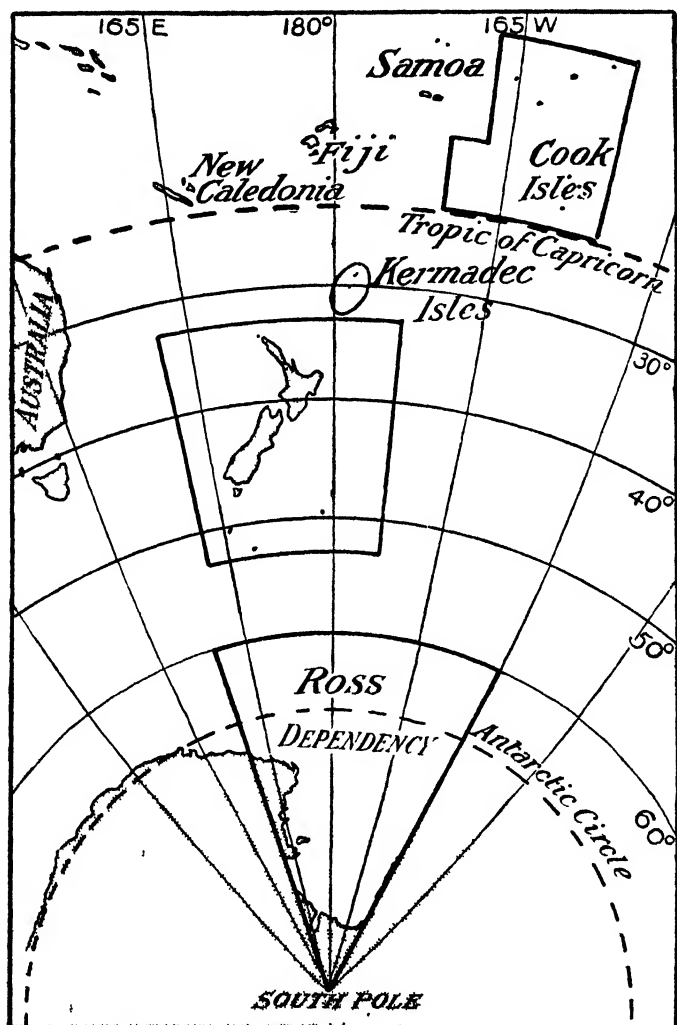 165 E 180° 165 W
Samoa
Fiji
Cook
Isles
New
Caledonia
Tropic of Capricorn
Kermadec
Isles
AUSTRALIA
30°
40°
50°
Ross
DEPENDENCY
Antarctic Circle
60°
SOUTH POLE